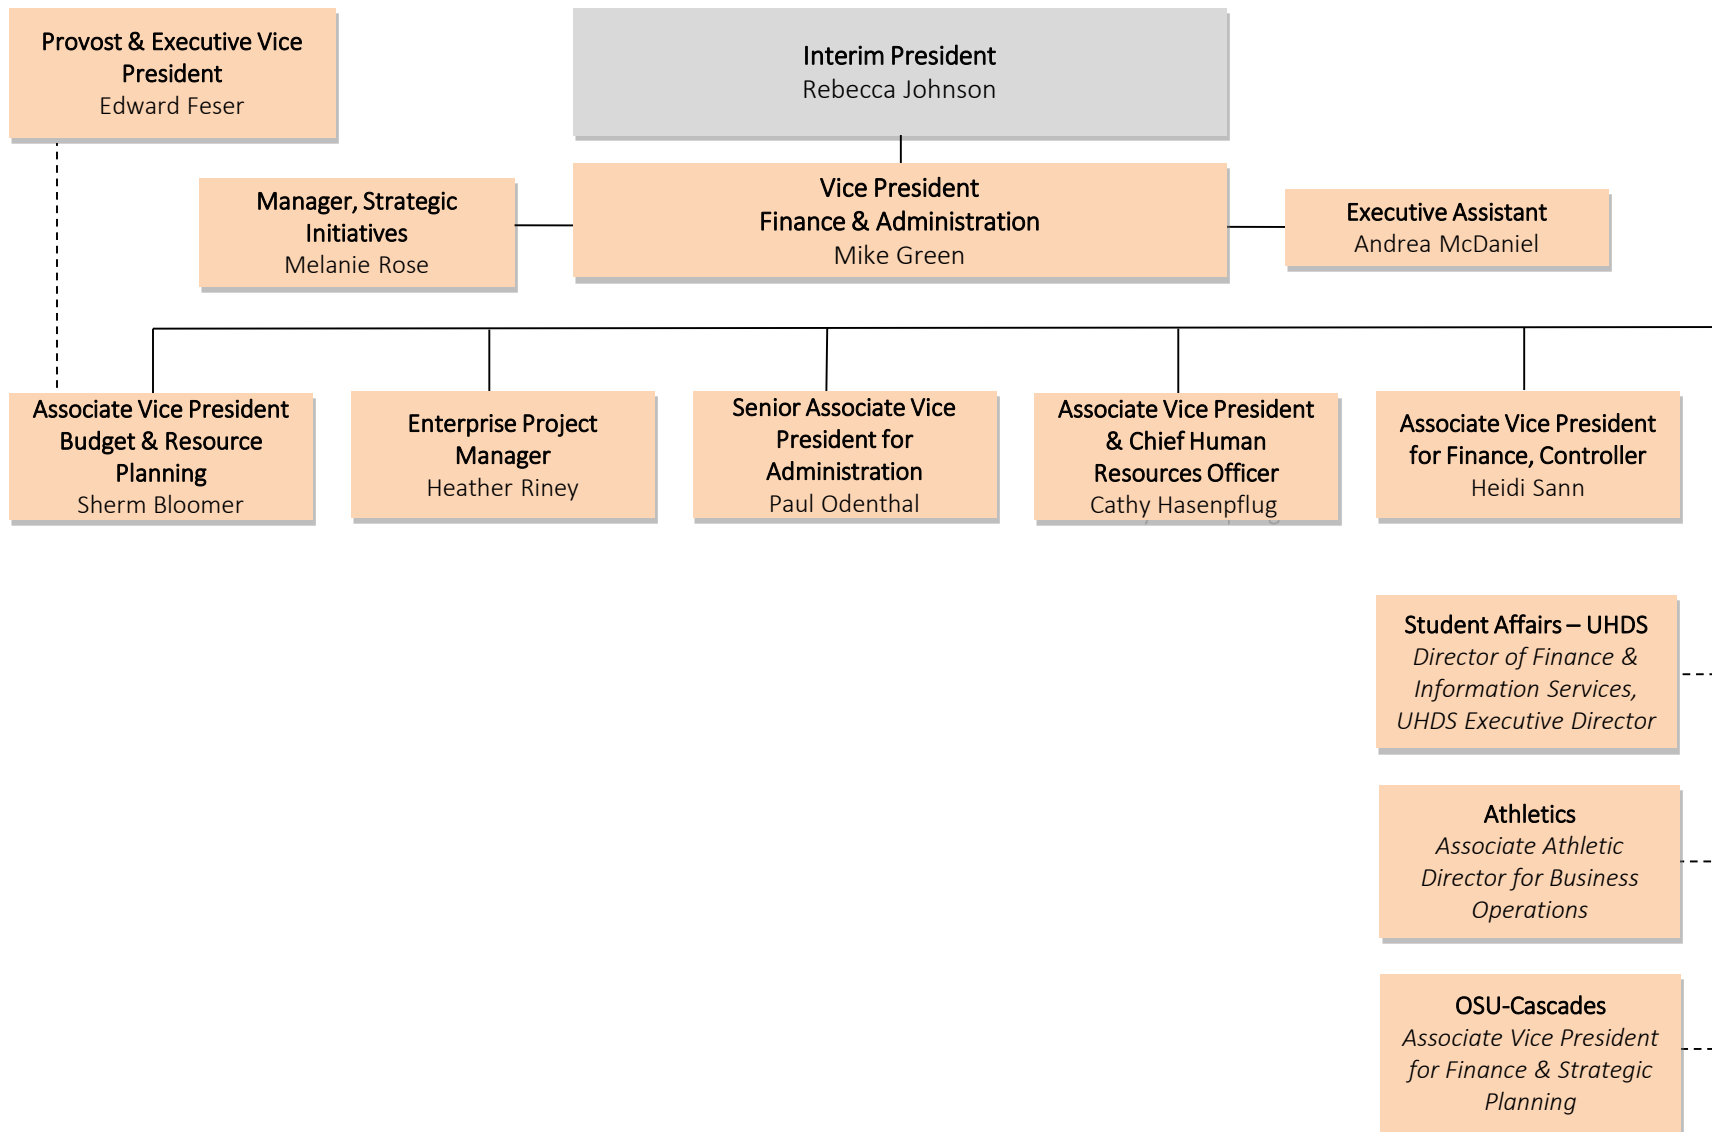 Provost & Executive Vice
President
Edward Feser
Interim President
Rebecca Johnson
Manager, Strategic
Initiatives
Melanie Rose
Vice President
Finance & Administration
Mike Green
Executive Assistant
Andrea McDaniel
Associate Vice President
Budget & Resource
Planning
Sherm Bloomer
Enterprise Project
Manager
Heather Riney
Senior Associate Vice
President for
Administration
Paul Odenthal
Associate Vice President
& Chief Human
Resources Officer
Cathy Hasenpflug
Associate Vice President
for Finance, Controller
Heidi Sann
Student Affairs – UHDS
Director of Finance &
Information Services,
UHDS Executive Director
Athletics
Associate Athletic
Director for Business
Operations
OSU-Cascades
Associate Vice President
for Finance & Strategic
Planning